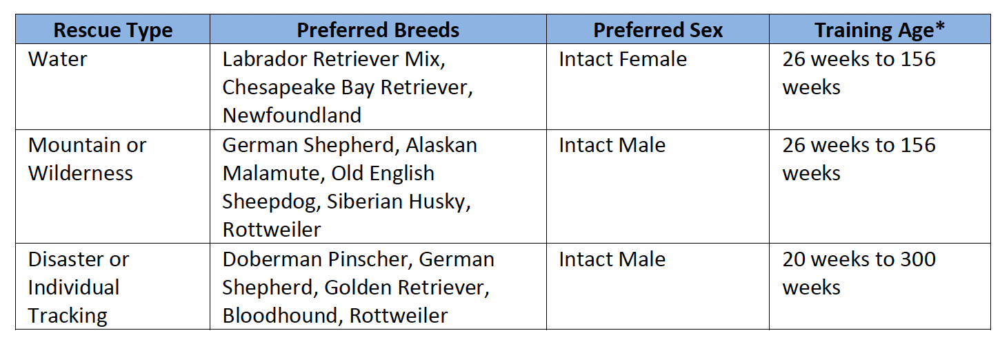 Rescue Type Preferred Breeds Preferred Sex Training Age*
Water Labrador Retriever Mix, Intact Female 26 weeks to 156
Chesapeake Bay Retriever, weeks
Newfoundland
Mountain or German Shepherd, Alaskan Intact Male 26 weeks to 156
Wilderness Malamute, Old English weeks
Sheepdog, Siberian Husky,
Rottweiler
Disaster or Doberman Pinscher, German Intact Male 20 weeks to 300
Individual Shepherd, Golden Retriever, weeks
Tracking Bloodhound, Rottweiler